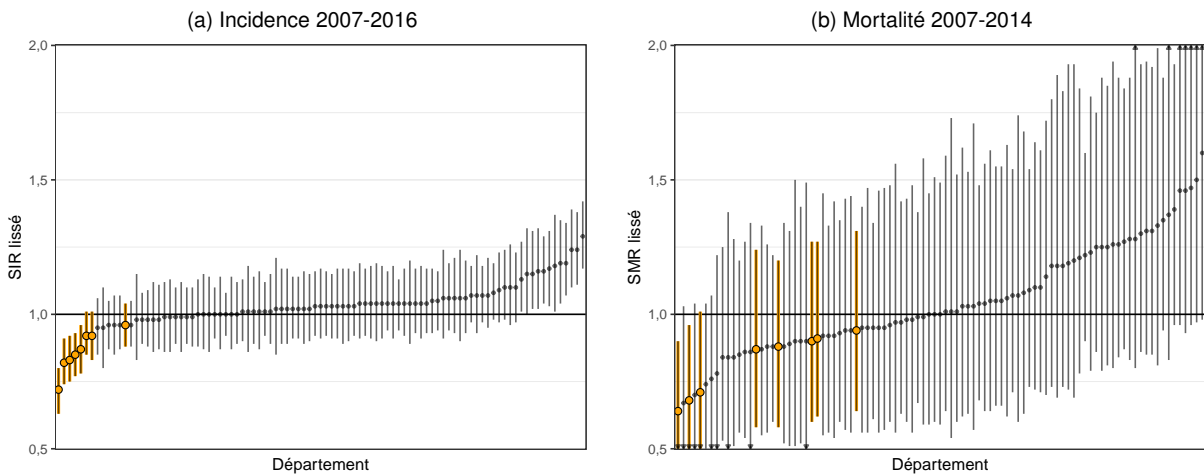 (a) Incidence 2007-2016
2,0
1,5
1,0
0,5
SIR lissé
Département
(b) Mortalité 2007-2014
2,0
1,5
1,0
0,5
SMR lissé
Département